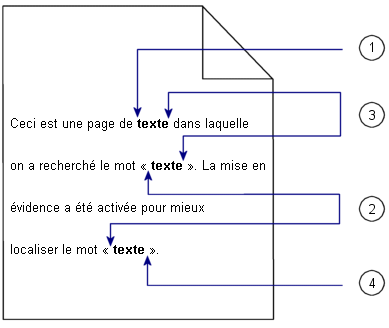 Ceci est une page de texte dans laquelle
on a recherché le mot « texte ». La mise en
évidence a été activée pour mieux
localiser le mot « texte ».
1
3
2
4